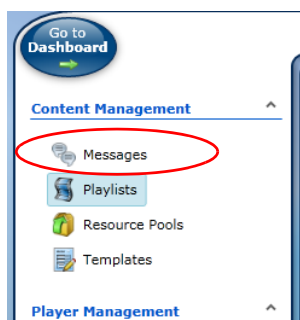 Go to
Dashboard
Content Management
Messages
Playlists
Resource Pools
Templates
Player Management